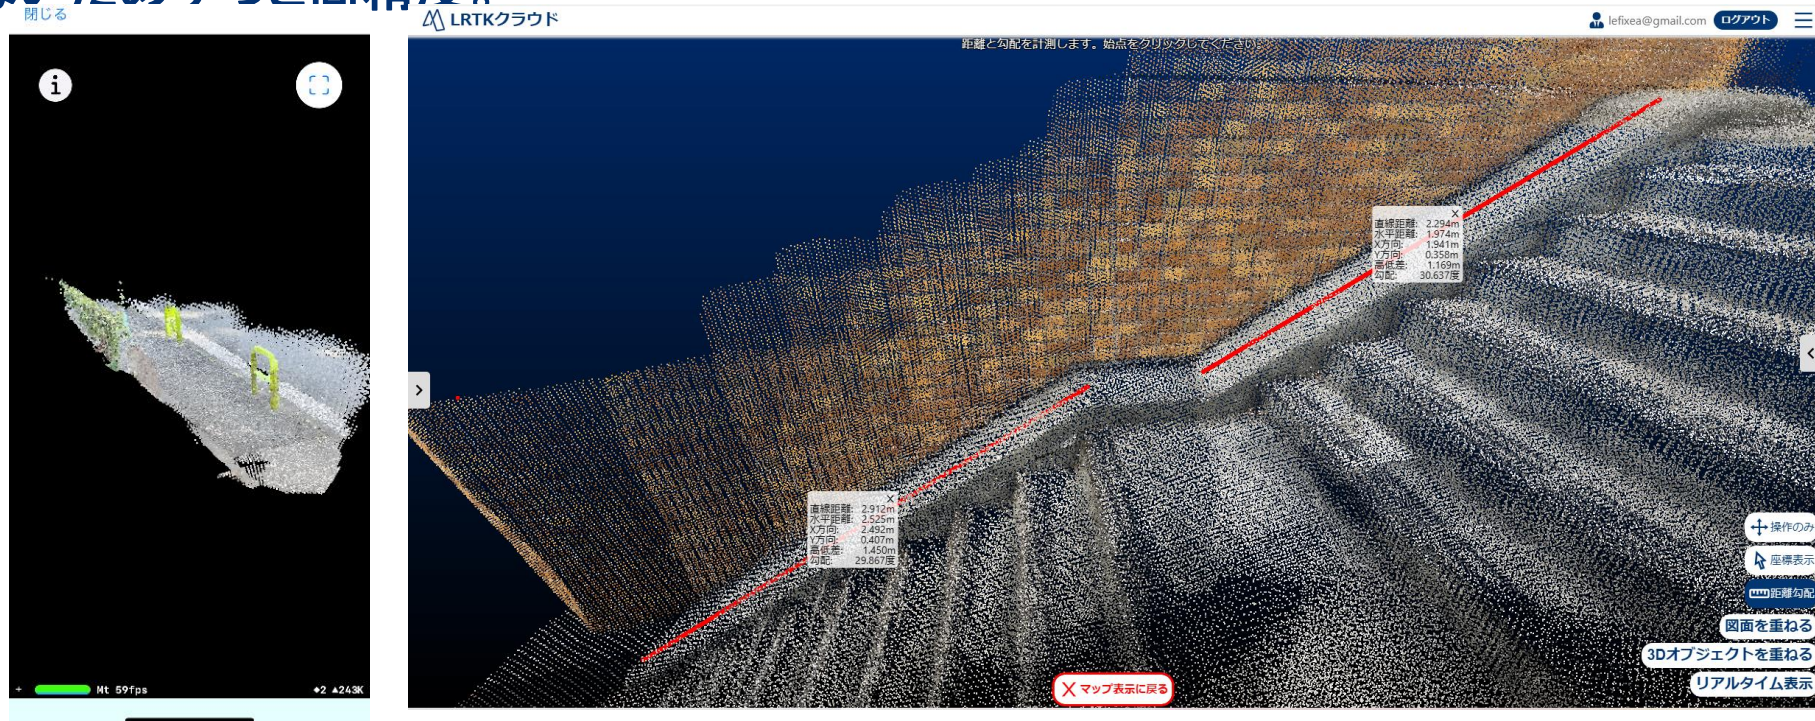 閉じる
i
Mt 59fps
◆2 ▲243K
LRTKクラウド
lefixea@gmail.com
ログアウト
距離と勾配を計測します。始点をクリックしてください。
X
直線距離: 2.294m
水平距離: 1.974m
X方向: 1.941m
Y方向: 0.358m
高低差: 1.169m
勾配: 30.637度
X
直線距離: 2.912m
水平距離: 2.525m
X方向: 2.492m
Y方向: 0.407m
高低差: 1.450m
勾配: 29.867度
操作のみ
座標表示
距離勾配
図面を重ねる
3Dオブジェクトを重ねる
リアルタイム表示
X マップ表示に戻る